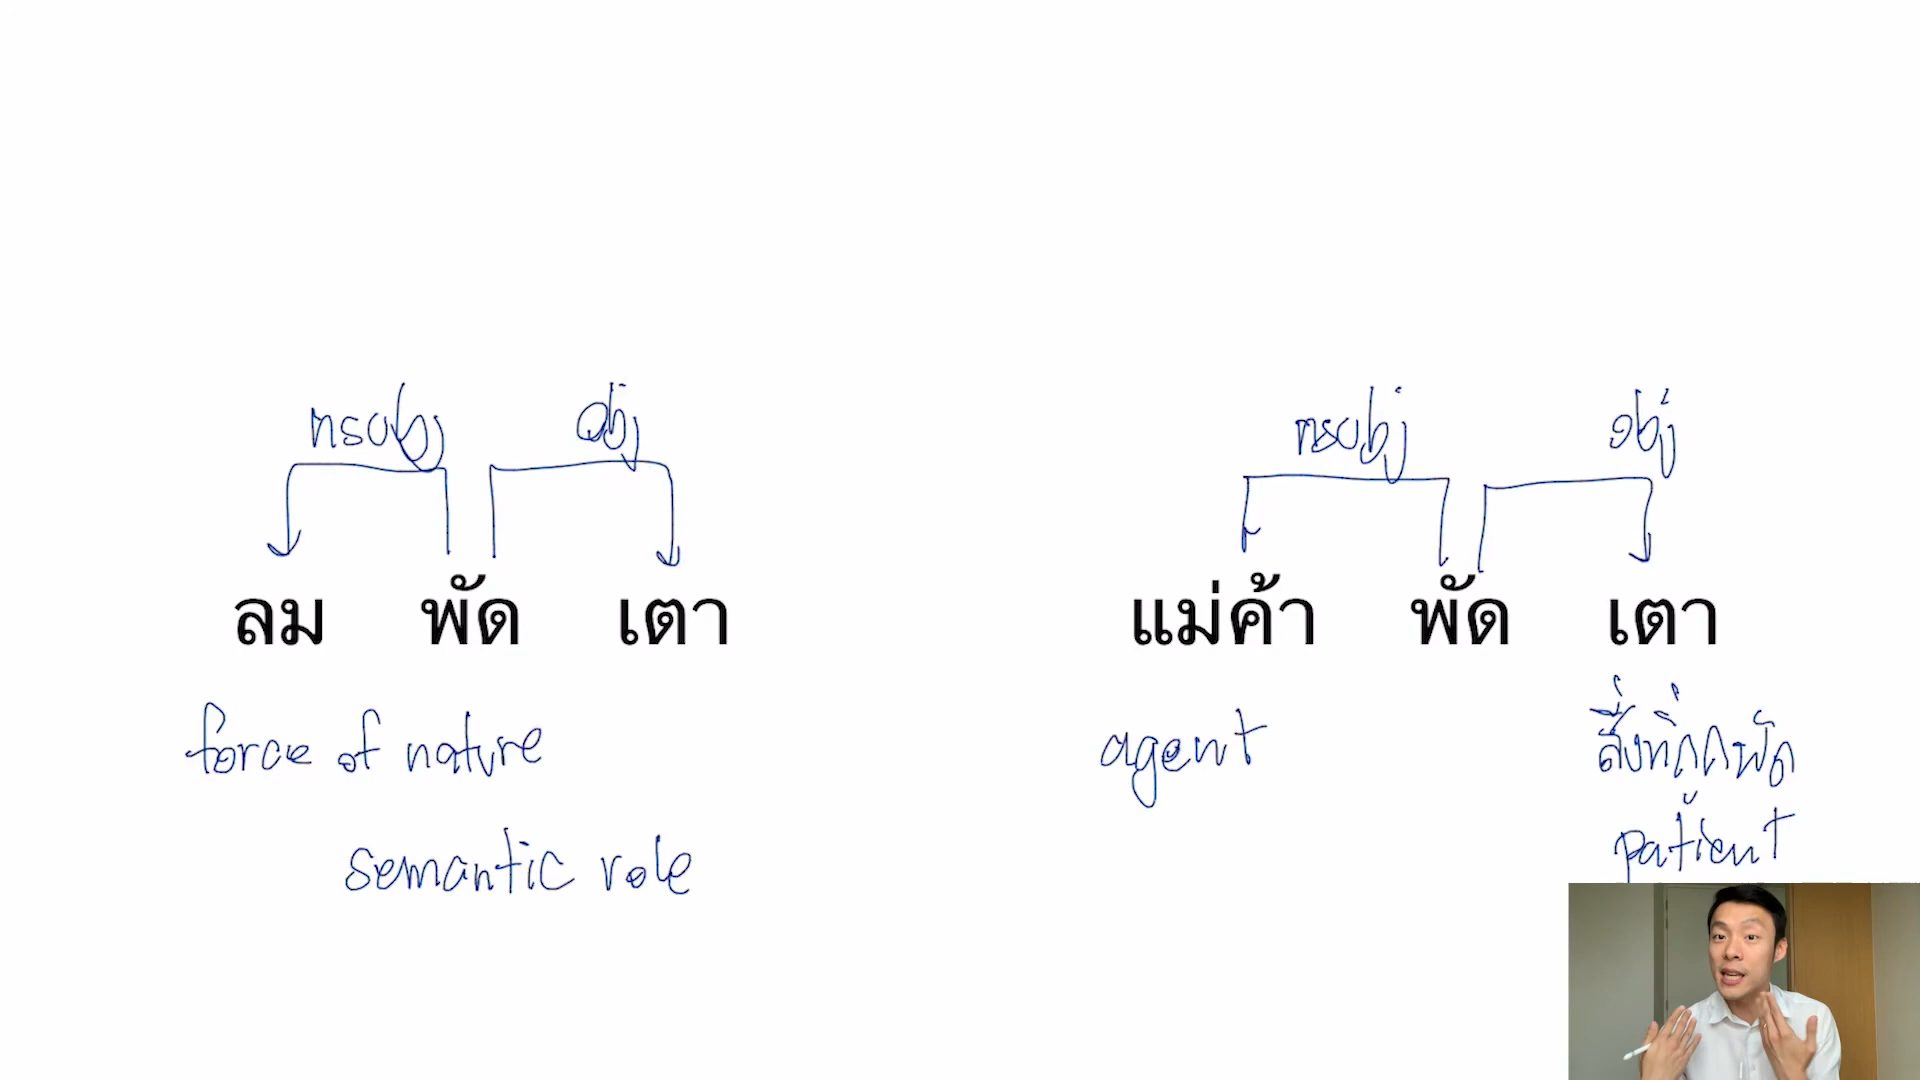 nsubj obj
ลม พัด เตา
force of nature
semantic role
nsubj obj
แม่ค้า พัด เตา
agent
สิ่งที่ถูกพัด
patient